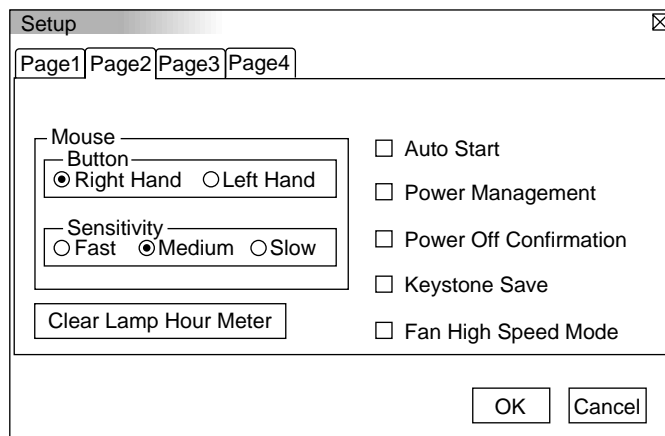 Setup
Page1 Page2 Page3 Page4
Mouse
Button
Right Hand Left Hand
Sensitivity
Fast Medium Slow
Clear Lamp Hour Meter
Auto Start
Power Management
Power Off Confirmation
Keystone Save
Fan High Speed Mode
OK Cancel